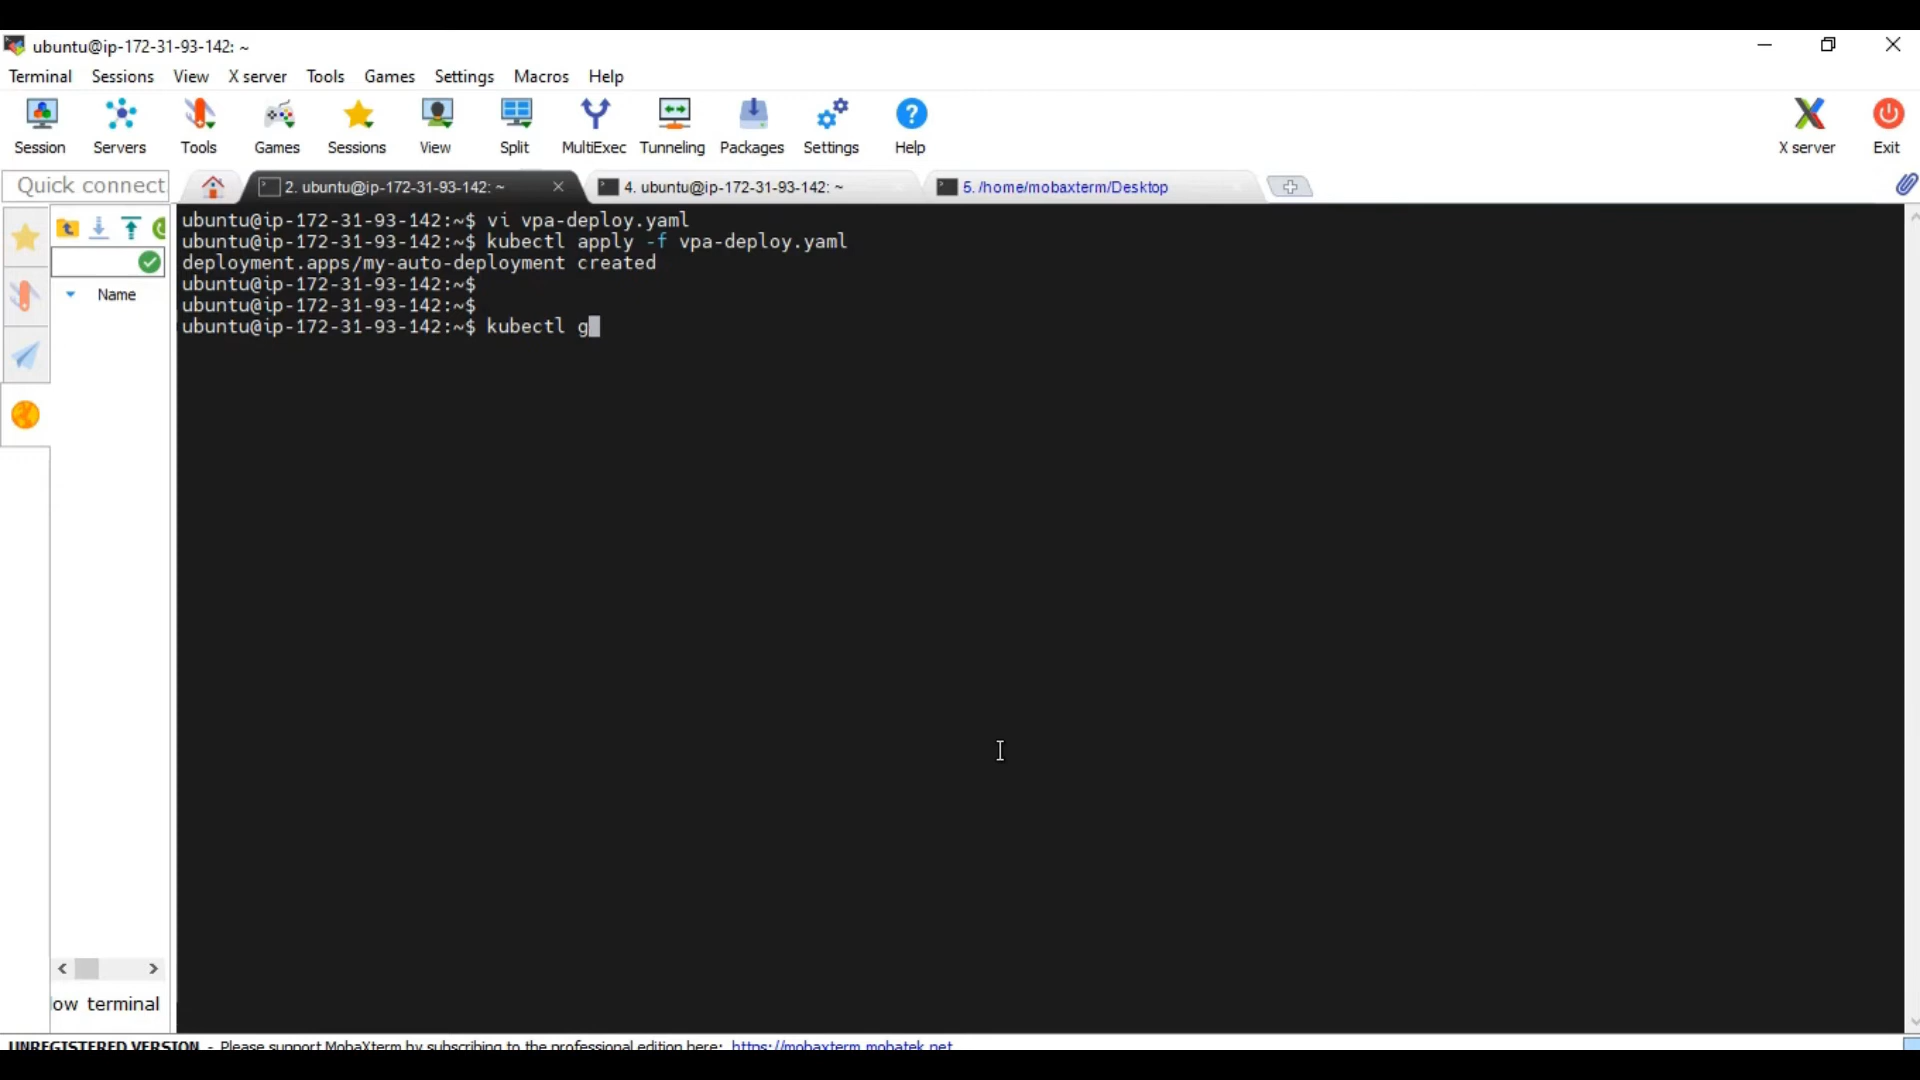 ubuntu@ip-172-31-93-142: ~
Terminal Sessions View X server Tools Games Settings Macros Help
Session Servers Tools Games Sessions View Split MultiExec Tunneling Packages Settings Help X server Exit
Quick connect 2. ubuntu@ip-172-31-93-142: ~ 4. ubuntu@ip-172-31-93-142: ~ 5. /home/mobaxterm/Desktop
ubuntu@ip-172-31-93-142:~$ vi vpa-deploy.yaml
ubuntu@ip-172-31-93-142:~$ kubectl apply -f vpa-deploy.yaml
deployment.apps/my-auto-deployment created
ubuntu@ip-172-31-93-142:~$
ubuntu@ip-172-31-93-142:~$
ubuntu@ip-172-31-93-142:~$ kubectl g
Name
ow terminal
UNREGISTERED VERSION - Please support MobaXterm by subscribing to the professional edition here: https://mobaxterm.mobatek.net